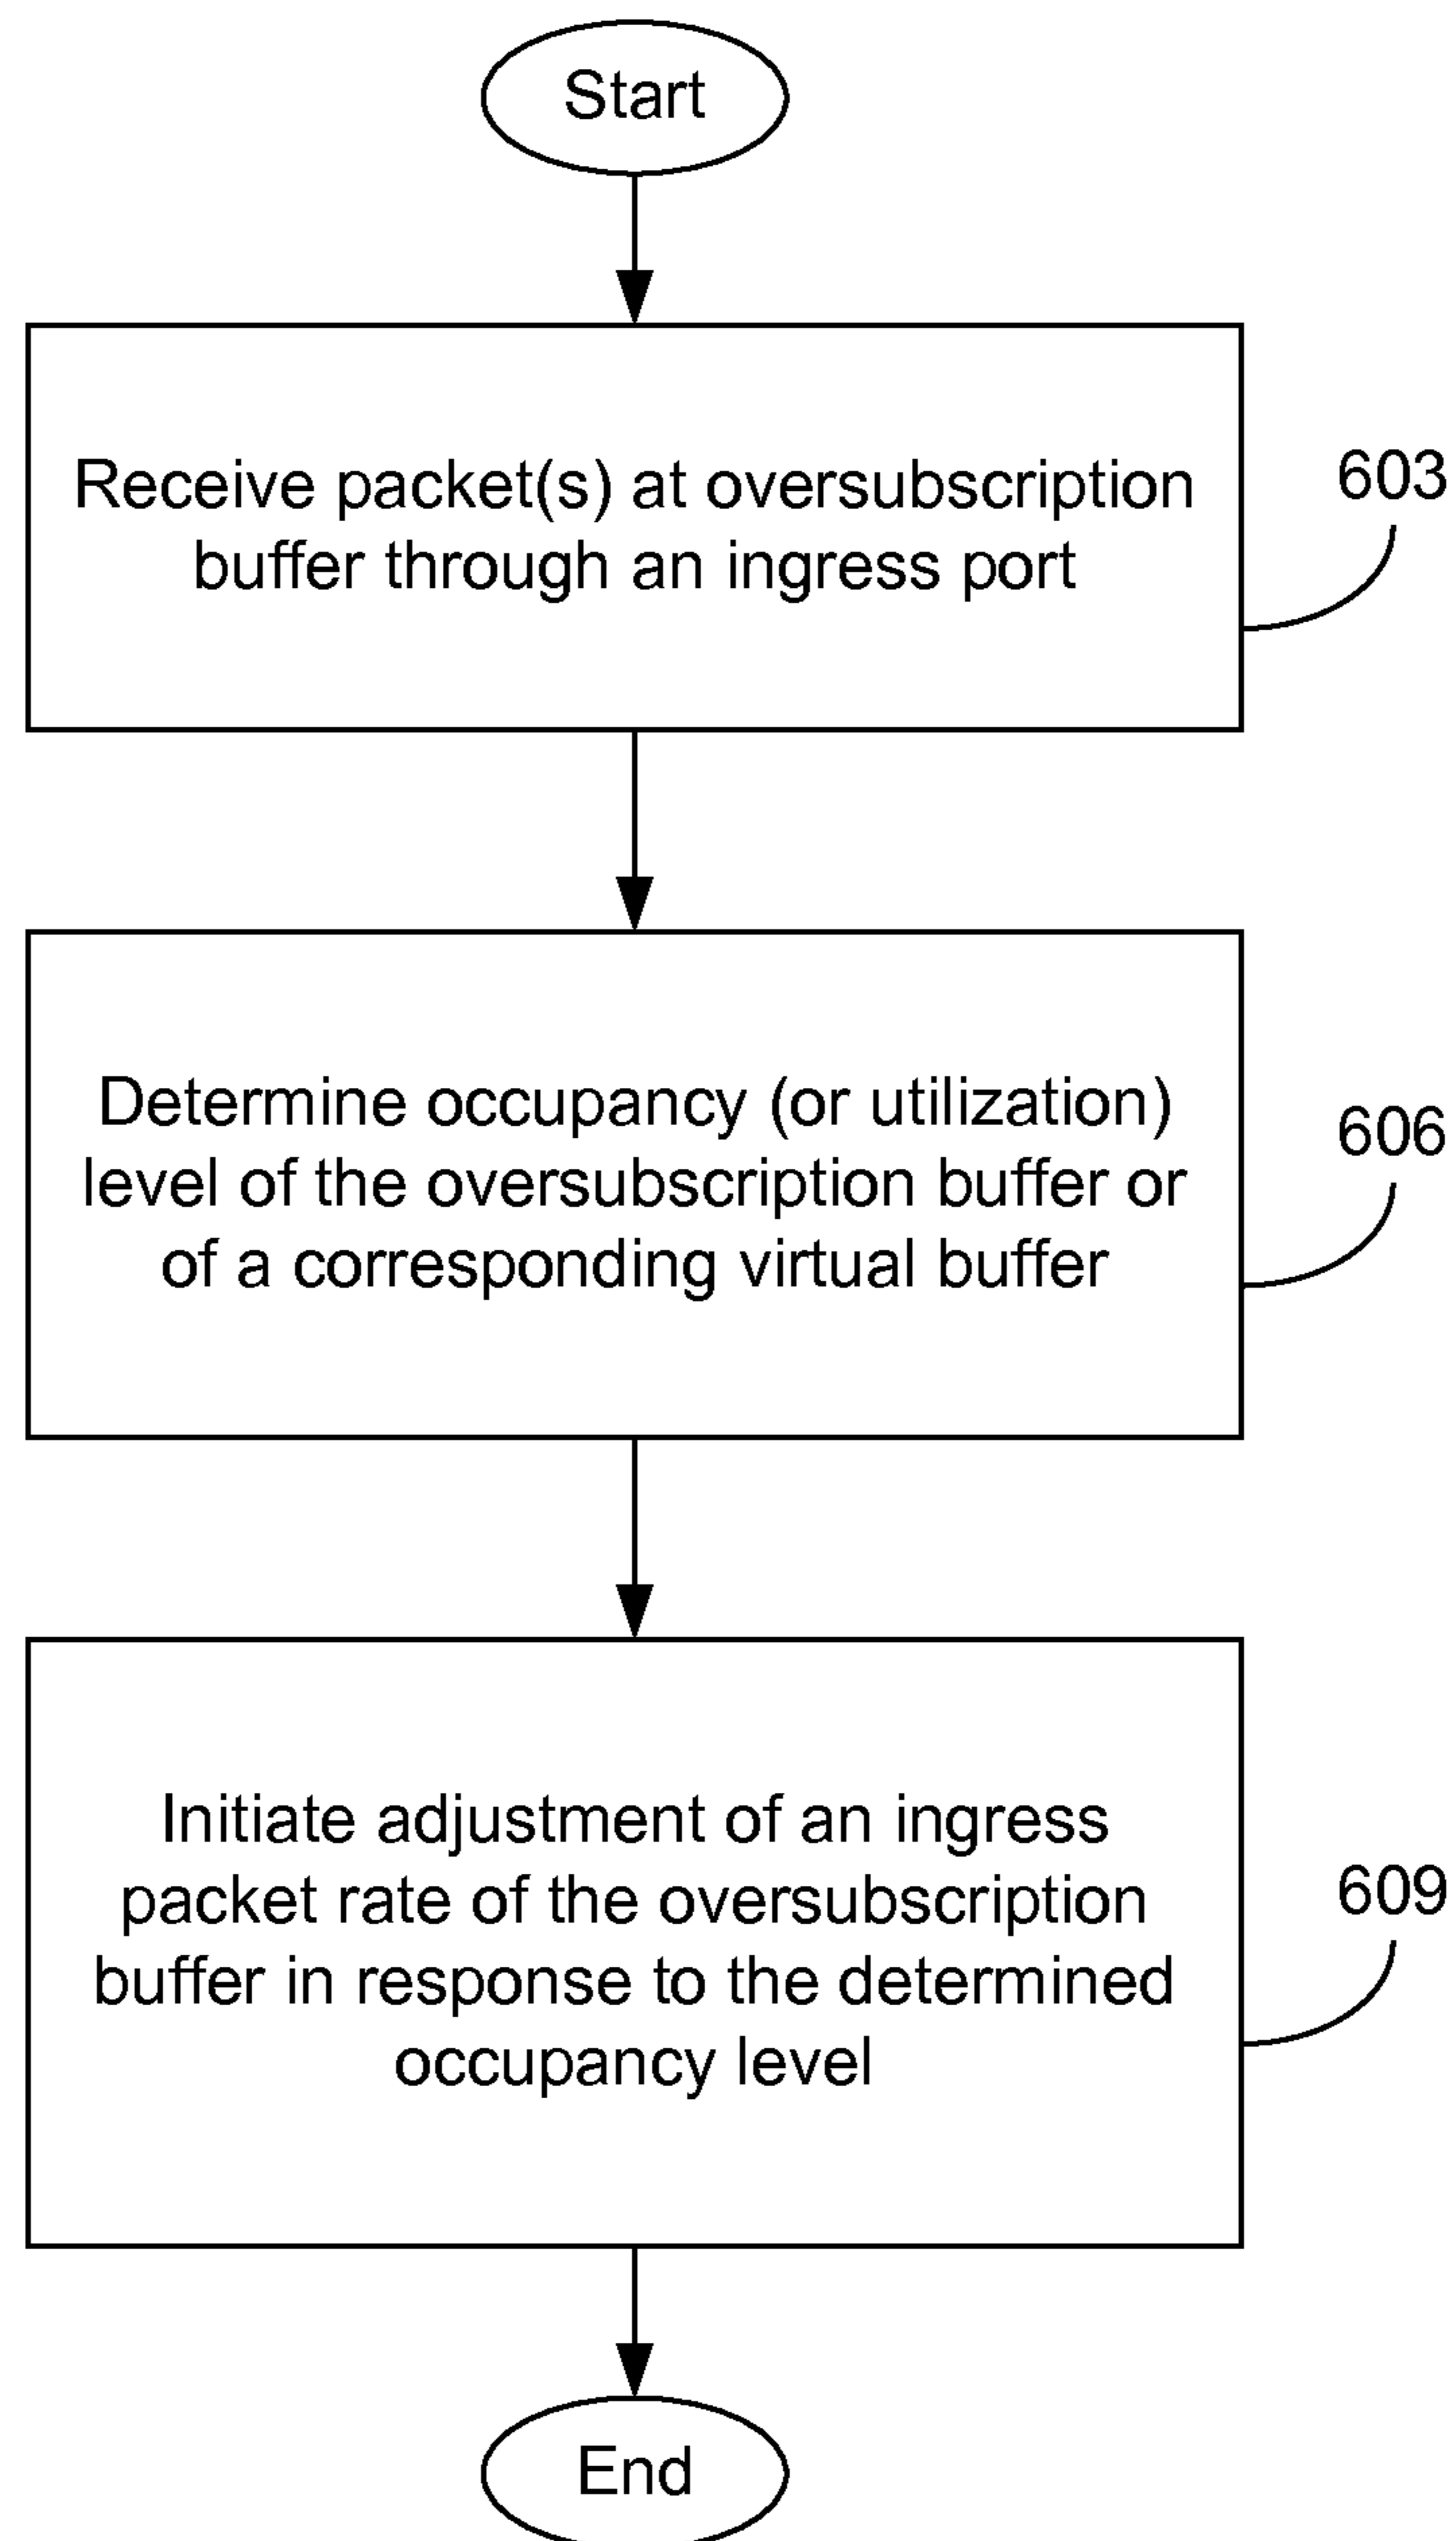 Start
Receive packet(s) at oversubscription
buffer through an ingress port
603
Determine occupancy (or utilization)
level of the oversubscription buffer or
of a corresponding virtual buffer
606
Initiate adjustment of an ingress
packet rate of the oversubscription
buffer in response to the determined
occupancy level
609
End